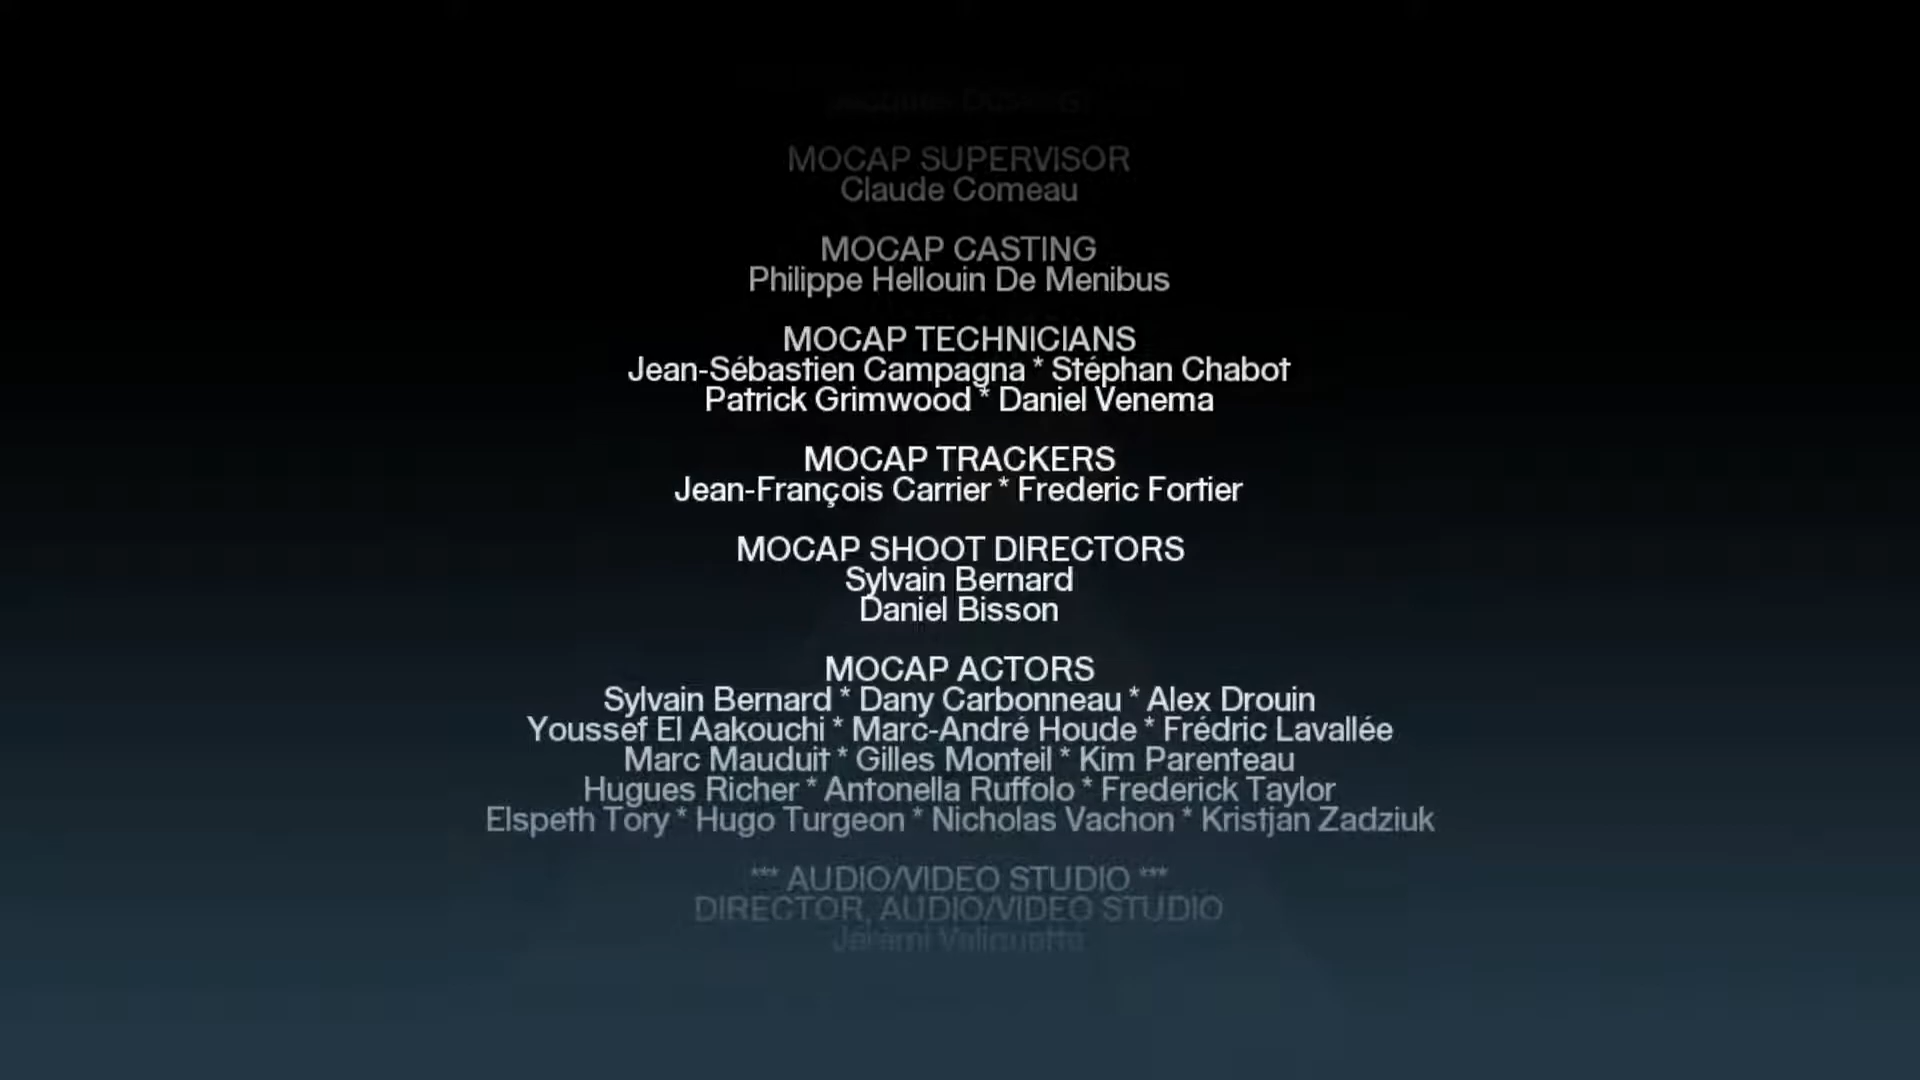 MOCAP SUPERVISOR
Claude Comeau
MOCAP CASTING
Philippe Hellouin De Menibus
MOCAP TECHNICIANS
Jean-Sébastien Campagna * Stéphan Chabot
Patrick Grimwood * Daniel Venema
MOCAP TRACKERS
Jean-François Carrier * Frederic Fortier
MOCAP SHOOT DIRECTORS
Sylvain Bernard
Daniel Bisson
MOCAP ACTORS
Sylvain Bernard * Dany Carbonneau * Alex Drouin
Youssef El Aakouchi * Marc-André Houde * Frédric Lavallée
Marc Mauduit * Gilles Monteil * Kim Parenteau
Hugues Richer * Antonella Ruffolo * Frederick Taylor
Elspeth Tory * Hugo Turgeon * Nicholas Vachon * Kristjan Zadziuk
*** AUDIO/VIDEO STUDIO ***
DIRECTOR, AUDIO/VIDEO STUDIO